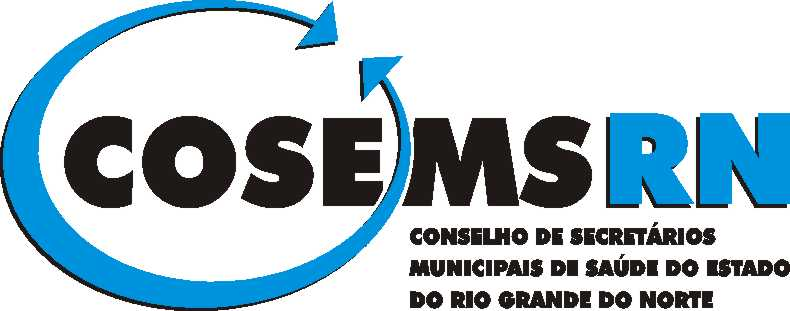 COSEMSRN
CONSELHO DE SECRETÁRIOS
MUNICIPAIS DE SAÚDE DO ESTADO
DO RIO GRANDE DO NORTE